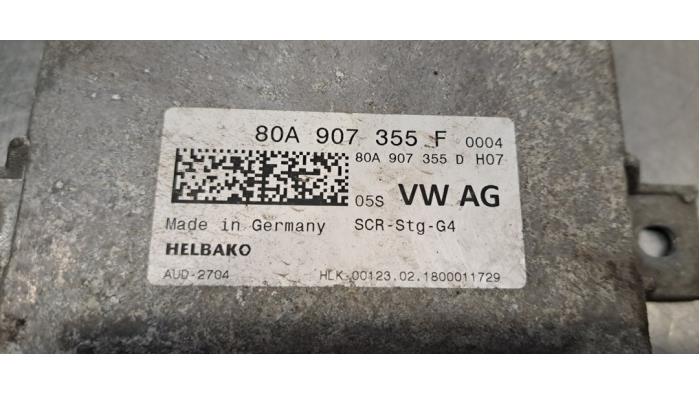 80A 907 355 F 0004
80A 907 355 D H07
05S VW AG
Made in Germany SCR-Stg-G4
HELBAKO
AUD-2704 HLK-00123.02.1800011729